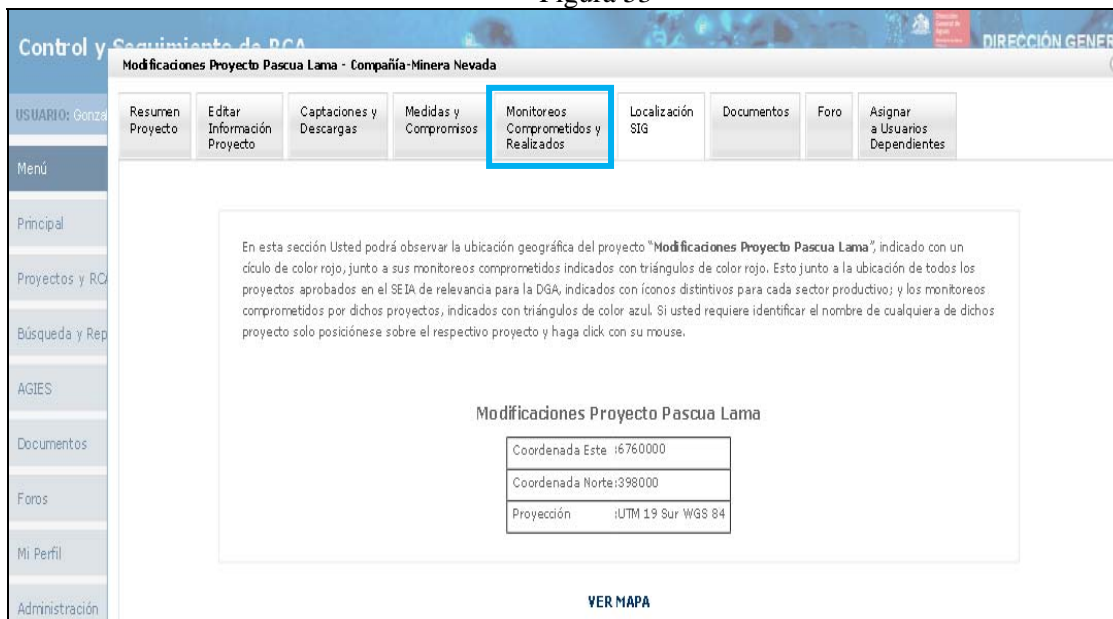 Figura 33
Control y Seguimiento de RCA
DIRECCIÓN GENER
Modificaciones Proyecto Pascua Lama - Compañía-Minera Nevada
USUARIO: Gonzal
Resumen Proyecto
Editar Información Proyecto
Captaciones y Descargas
Medidas y Compromisos
Monitoreos Comprometidos y Realizados
Localización SIG
Documentos
Foro
Asignar a Usuarios Dependientes
Menú
Principal
Proyectos y RCA
Búsqueda y Rep
AGIES
Documentos
Foros
Mi Perfil
Administración
En esta sección Usted podrá observar la ubicación geográfica del proyecto "Modificaciones Proyecto Pascua Lama", indicado con un
cículo de color rojo, junto a sus monitoreos comprometidos indicados con triángulos de color rojo. Esto junto a la ubicación de todos los
proyectos aprobados en el SEIA de relevancia para la DGA, indicados con íconos distintivos para cada sector productivo; y los monitoreos
comprometidos por dichos proyectos, indicados con triángulos de color azul. Si usted requiere identificar el nombre de cualquiera de dichos
proyecto solo posiciónese sobre el respectivo proyecto y haga click con su mouse.
Modificaciones Proyecto Pascua Lama
Coordenada Este :6760000
Coordenada Norte:398000
Proyección :UTM 19 Sur WGS 84
VER MAPA